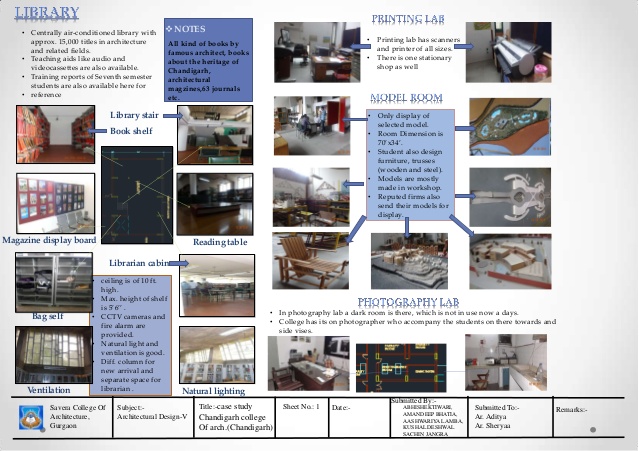 LIBRARY
• Centrally air-conditioned library with
approx. 15,000 titles in architecture
and related fields.
• Teaching aids like audio and
videocassettes are also available.
• Training reports of Seventh semester
students are also available here for
• reference
❖ NOTES
All kind of books by
famous architect, books
about the heritage of
Chandigarh,
architectural
magzines,63 journals
etc.
Library stair
Book shelf
Magazine display board
Reading table
Librarian cabin
Bag self
• ceiling is of 10 ft.
high.
• Max. height of shelf
is 5'6".
• CCTV cameras and
fire alarm are
provided.
• Natural light and
ventilation is good.
• Diff. column for
new arrival and
separate space for
librarian .
Ventilation
Natural lighting
PRINTING LAB
• Printing lab has scanners
and printer of all sizes.
• There is one stationary
shop as well
MODEL ROOM
• Only display of
selected model.
• Room Dimension is
70'x34'.
• Student also design
furniture, trusses
(wooden and steel).
• Models are mostly
made in workshop.
• Reputed firms also
send their models for
display.
PHOTOGRAPHY LAB
• In photography lab a dark room is there, which is not in use now a days.
• College has its on photographer who accompany the students on there towards and
side vises.
Savera College Of
Architecture,
Gurgaon
Subject:-
Architectural Design-V
Title:-case study
Chandigarh college
Of arch.(Chandigarh)
Sheet No.: 1
Date:-
Submitted By:-
ABHISHEK TIWARI,
AMANDEEP BHATIA,
AASHWARIYA LAMBA,
KUSHAL DESHWAL
SACHIN JANGRA
Submitted To:-
Ar. Aditya
Ar. Sheryaa
Remarks:-